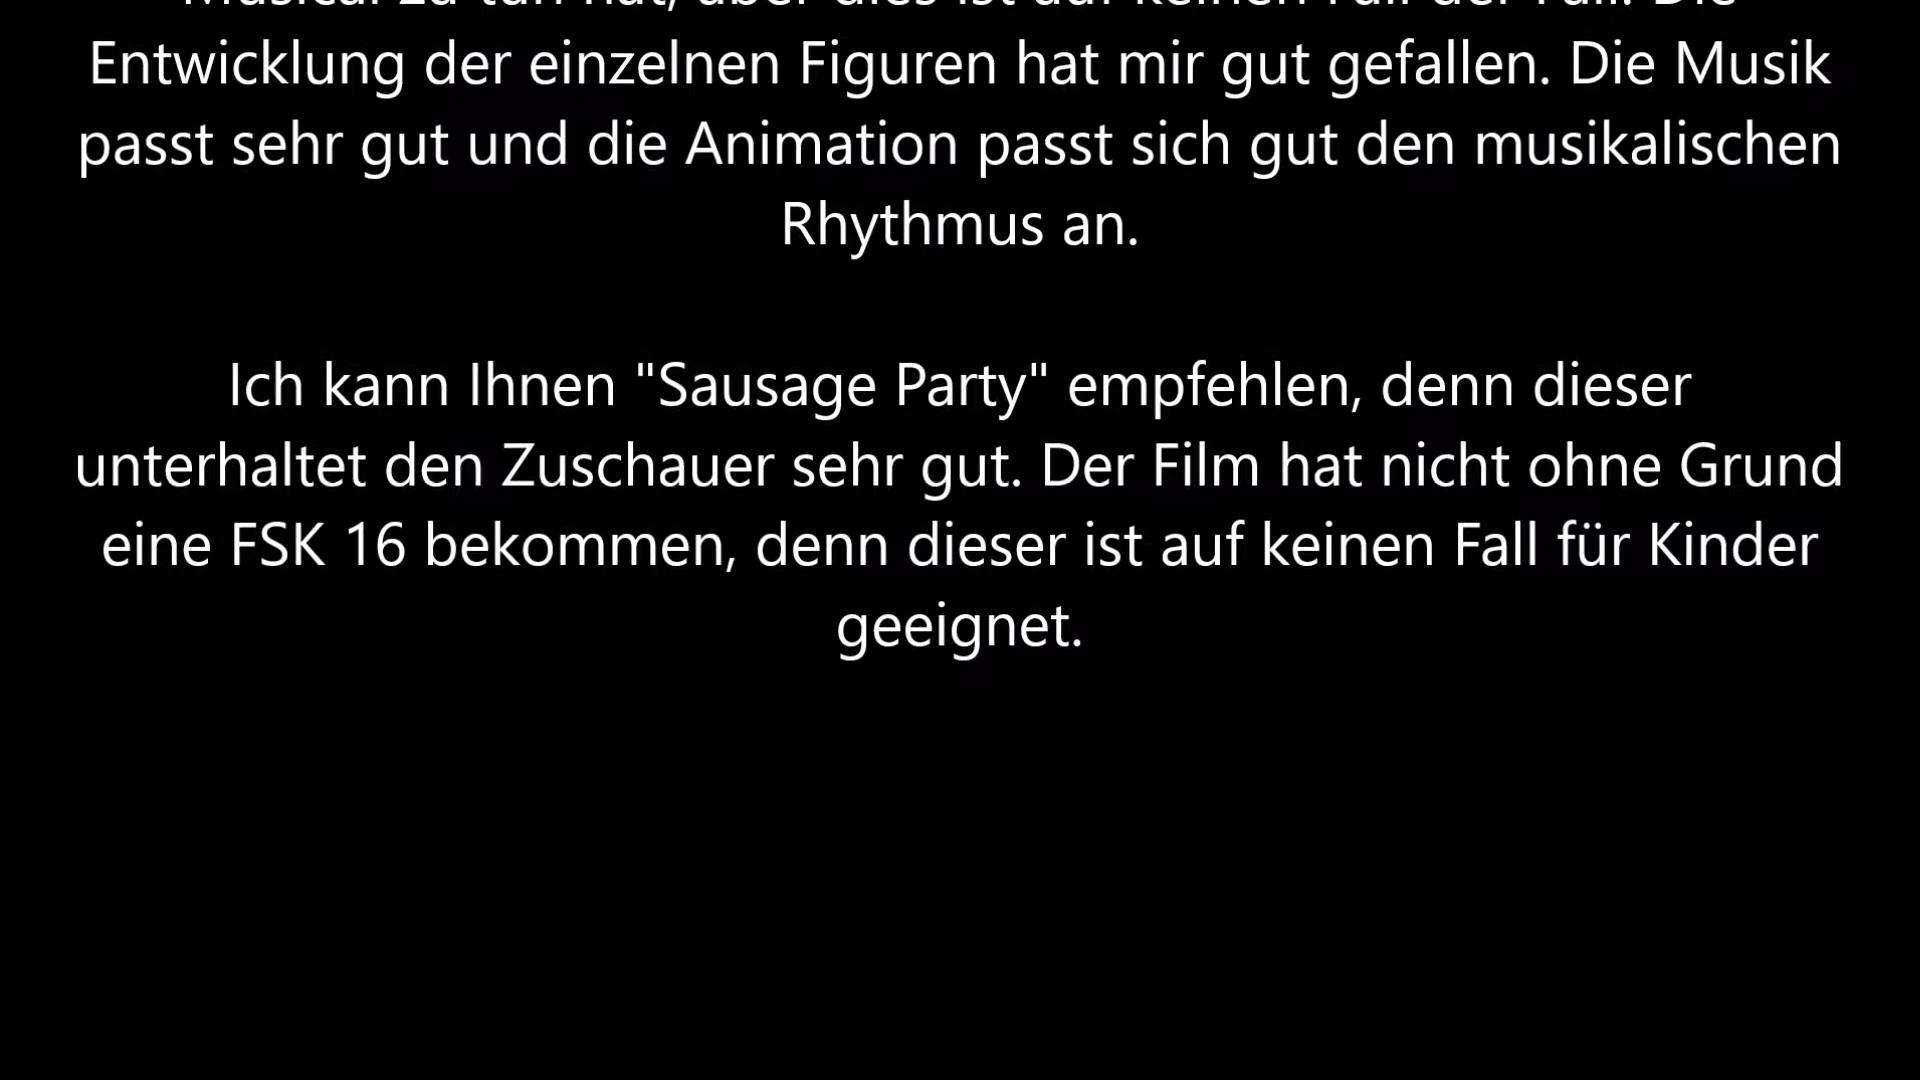 Musical zu tun hat, aber dies ist auf keinen Fall der Fall. Die
Entwicklung der einzelnen Figuren hat mir gut gefallen. Die Musik
passt sehr gut und die Animation passt sich gut den musikalischen
Rhythmus an.
Ich kann Ihnen "Sausage Party" empfehlen, denn dieser
unterhaltet den Zuschauer sehr gut. Der Film hat nicht ohne Grund
eine FSK 16 bekommen, denn dieser ist auf keinen Fall für Kinder
geeignet.